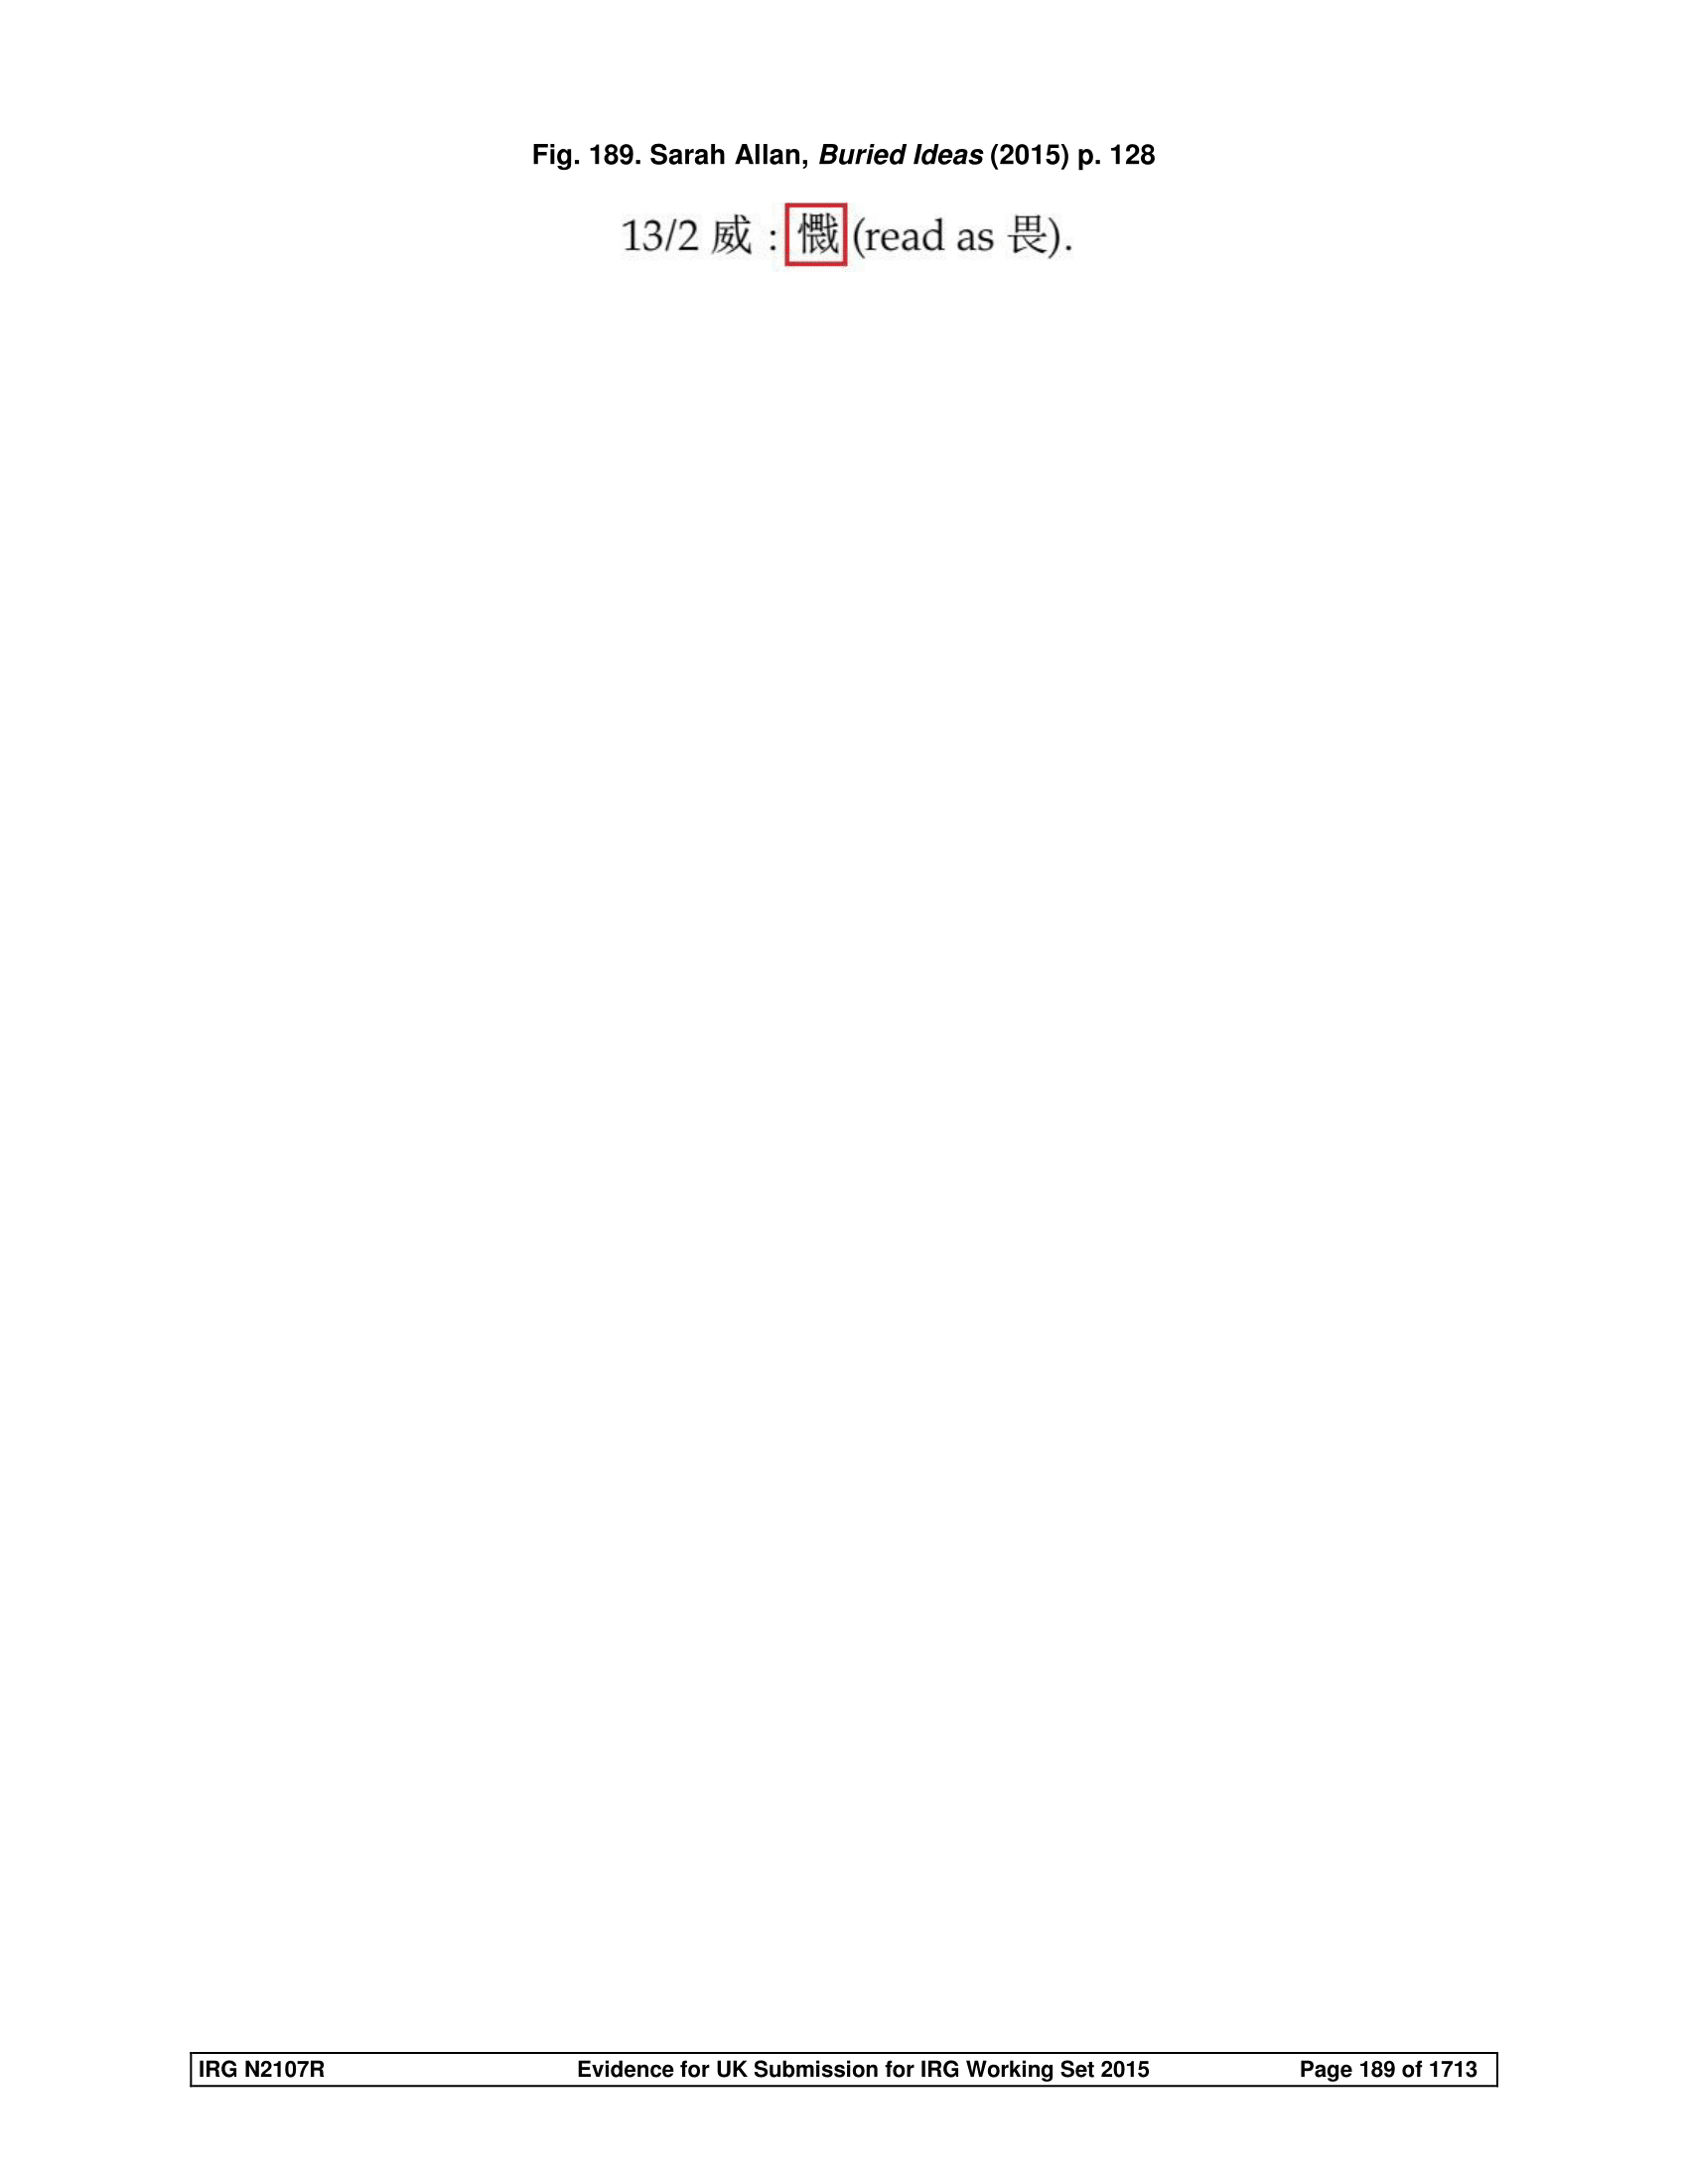 Fig. 189. Sarah Allan, Buried Ideas (2015) p. 128
13/2 威 : (read as 畏).
IRG N2107R Evidence for UK Submission for IRG Working Set 2015 Page 189 of 1713